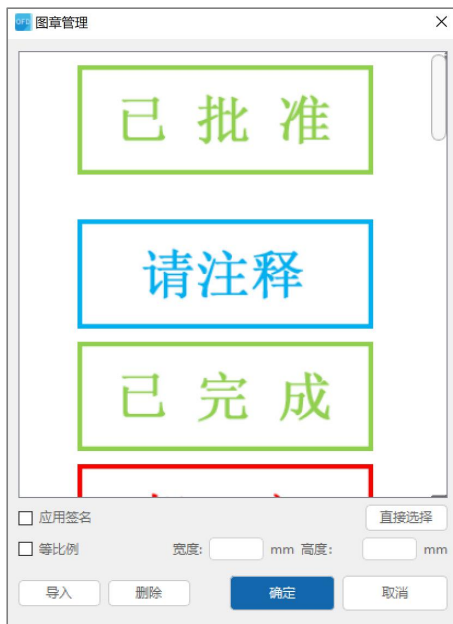 OFD 图章管理
已 批 准
请注释
已 完 成
应用签名 直接选择
等比例 宽度: mm 高度: mm
导入 删除 确定 取消